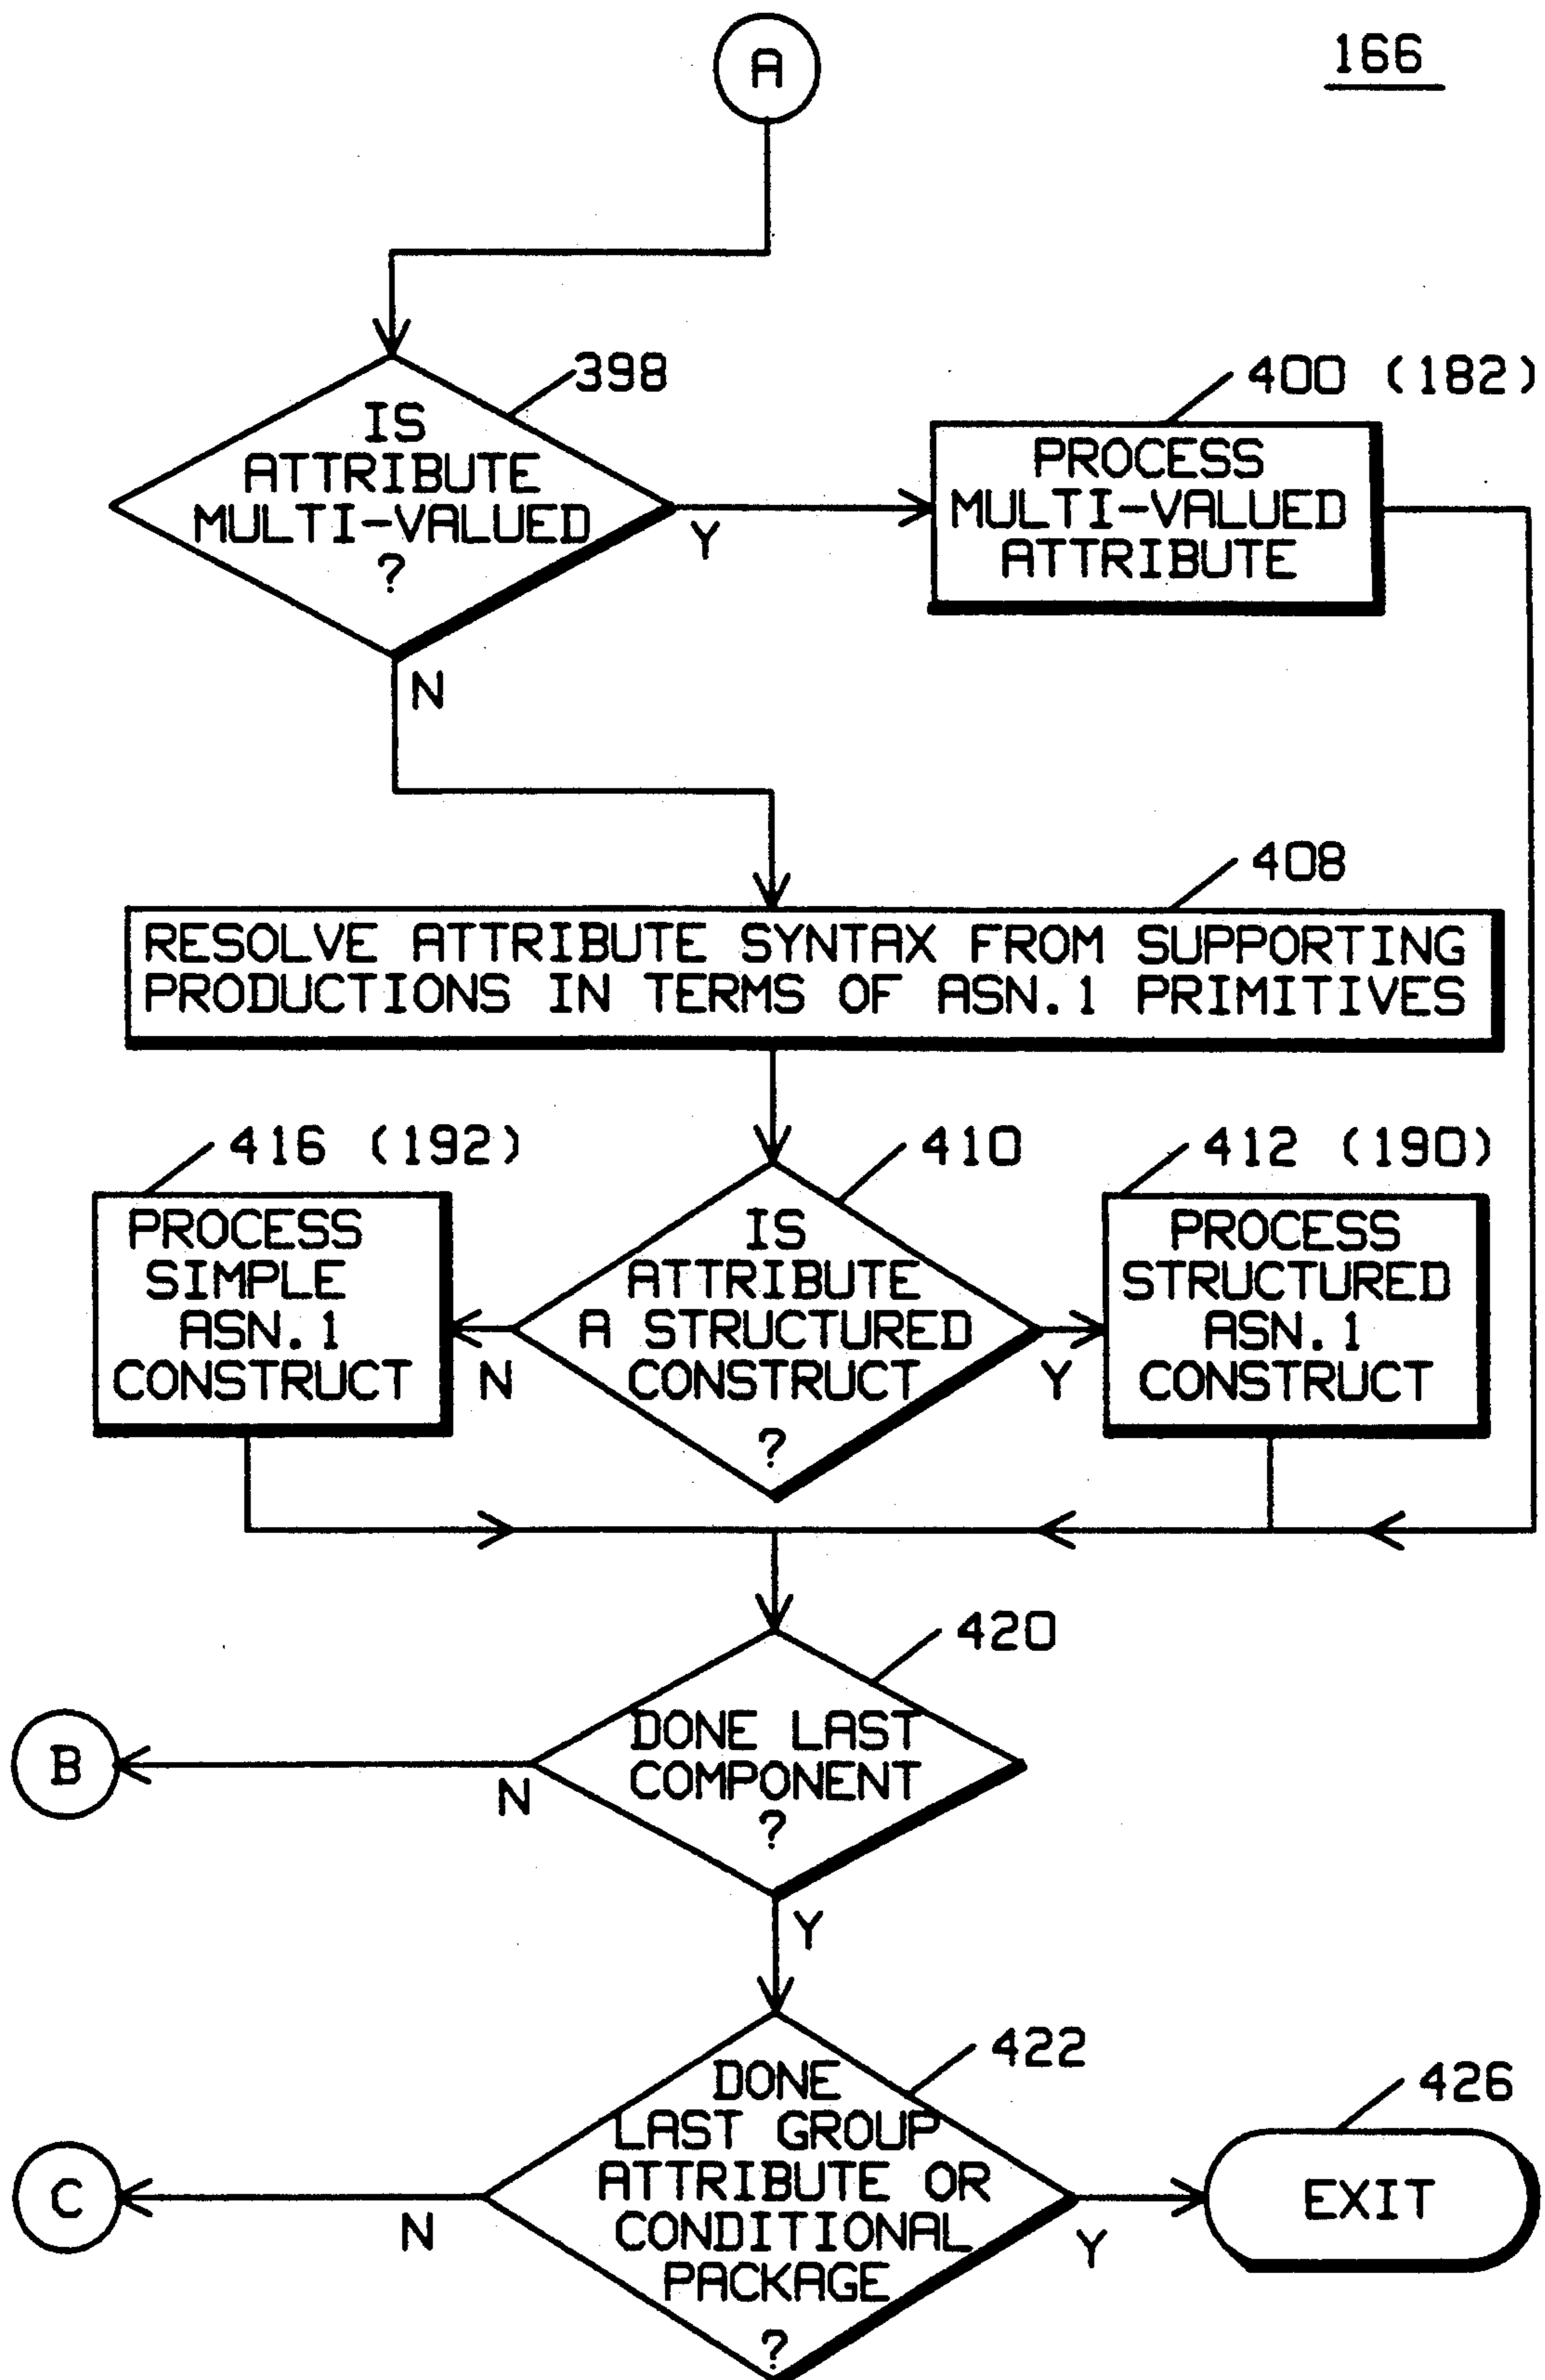 A
166
398
IS
ATTRIBUTE
MULTI-VALUED
?
Y
N
400 (182)
PROCESS
MULTI-VALUED
ATTRIBUTE
408
RESOLVE ATTRIBUTE SYNTAX FROM SUPPORTING
PRODUCTIONS IN TERMS OF ASN.1 PRIMITIVES
416 (192)
PROCESS
SIMPLE
ASN.1
CONSTRUCT
N
410
IS
ATTRIBUTE
A STRUCTURED
CONSTRUCT
?
Y
412 (190)
PROCESS
STRUCTURED
ASN.1
CONSTRUCT
420
DONE LAST
COMPONENT
?
B
N
Y
422
DONE
LAST GROUP
ATTRIBUTE OR
CONDITIONAL
PACKAGE
?
C
N
Y
426
EXIT